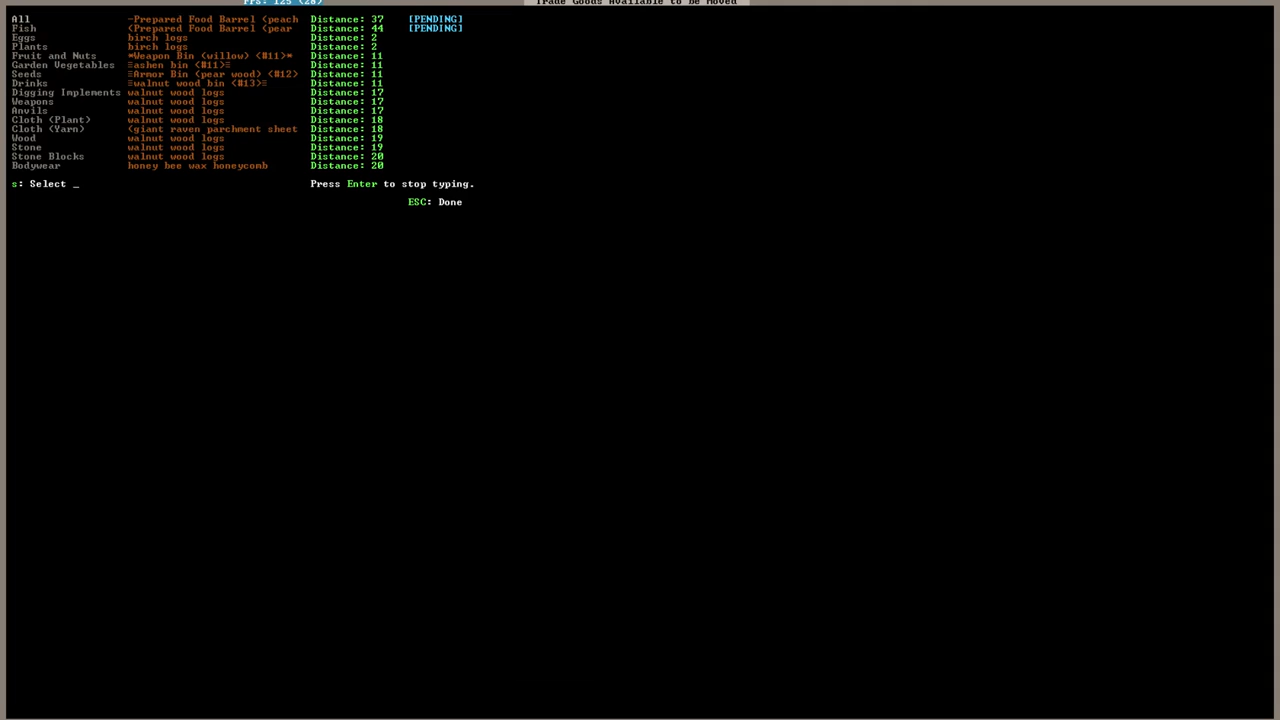 FPS: 125 (28) Trade Goods Available to be Moved
All -Prepared Food Barrel (peach Distance: 37 [PENDING]
Fish (Prepared Food Barrel (pear Distance: 44 [PENDING]
Eggs birch logs Distance: 2
Plants birch logs Distance: 2
Fruit and Nuts *Weapon Bin (willow) <#11>* Distance: 11
Garden Vegetables ≡ashen bin <#11>≡ Distance: 11
Seeds ≡Armor Bin (pear wood) <#12> Distance: 11
Drinks ≡walnut wood bin <#13>≡ Distance: 11
Digging Implements walnut wood logs Distance: 17
Weapons walnut wood logs Distance: 17
Anvils walnut wood logs Distance: 17
Cloth (Plant) walnut wood logs Distance: 18
Cloth (Yarn) (giant raven parchment sheet Distance: 18
Wood walnut wood logs Distance: 19
Stone walnut wood logs Distance: 19
Stone Blocks walnut wood logs Distance: 20
Bodywear honey bee wax honeycomb Distance: 20
s: Select _ Press Enter to stop typing.
ESC: Done